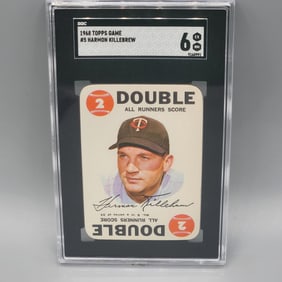 SGC
1968 TOPPS GAME
#5 HARMON KILLEBREW
6
2 DOUBLE
ALL RUNNERS SCORE
Harmon Killebrew
ALL RUNNERS SCORE
DOUBLE 2